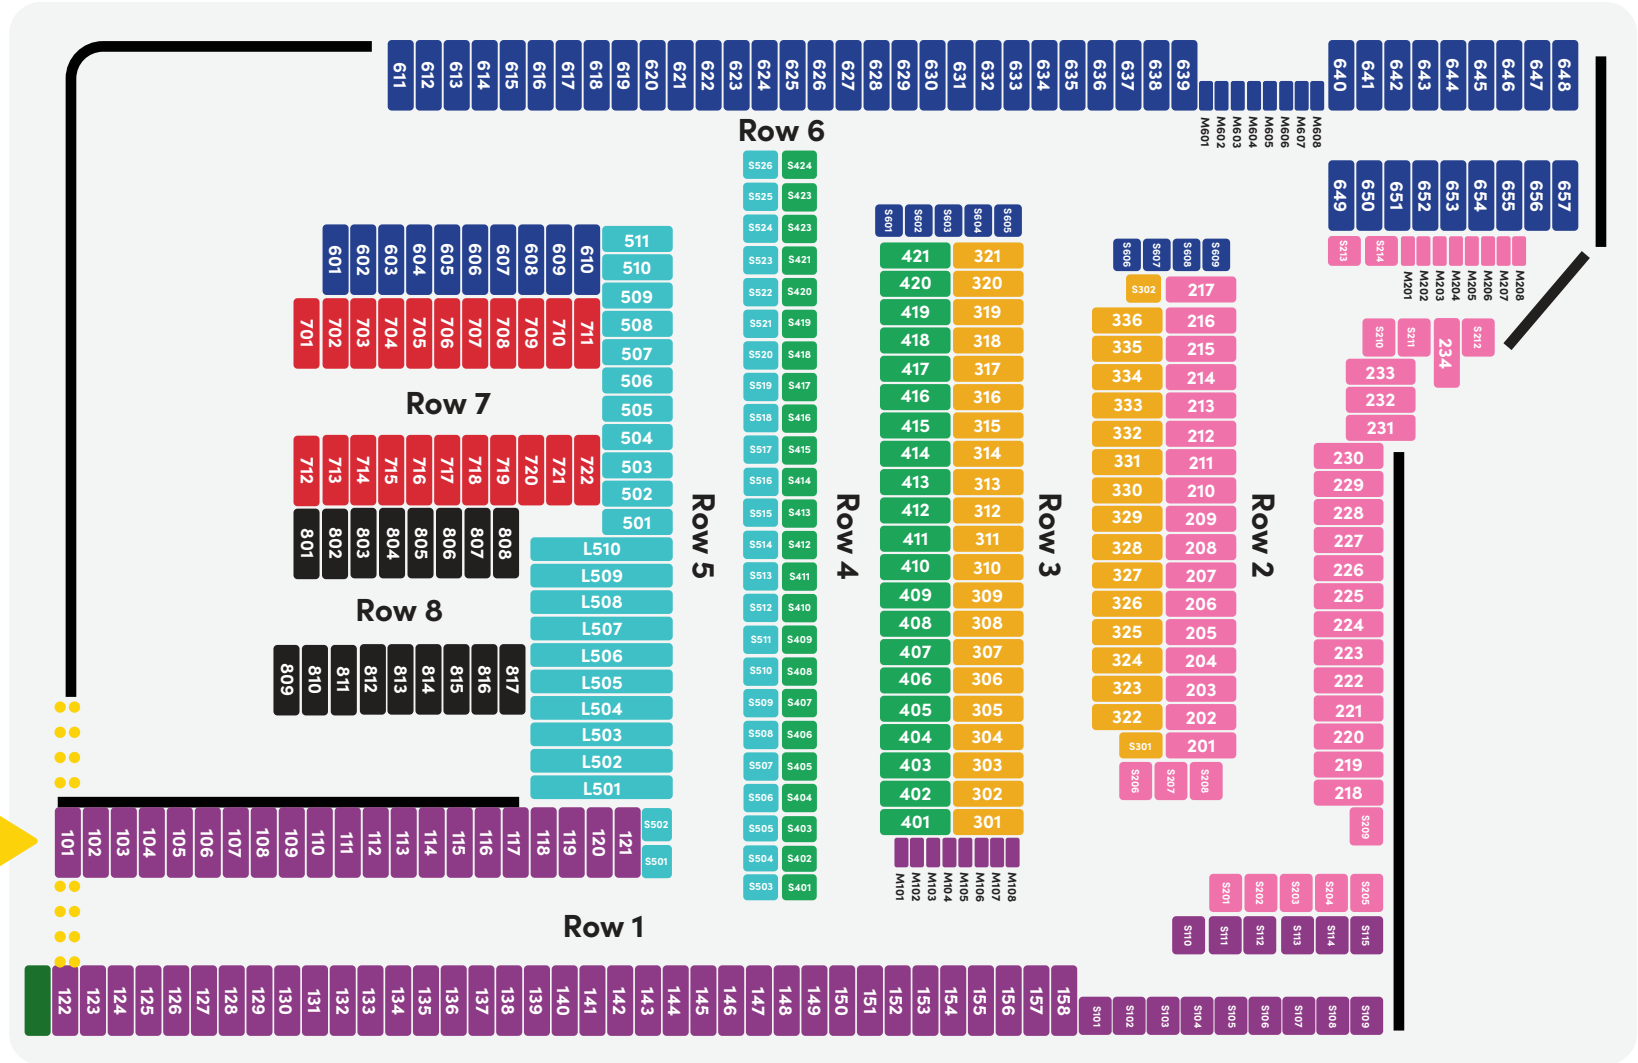 611 612 613 614 615 616 617 618 619 620 621 622 623 624 625 626 627 628 629 630 631 632 633 634 635 636 637 638 639
M601 M602 M603 M604 M605 M606 M607 M608
640 641 642 643 644 645 646 647 648
Row 6
649 650 651 652 653 654 655 656 657
S213 S214
M201 M202 M203 M204 M205 M206 M207 M208
S210 S211 234 S212
233
232
231
230
229
228
227
226
225
224
223
222
221
220
219
218
S209
601 602 603 604 605 606 607 608 609 610
701 702 703 704 705 706 707 708 709 710 711
Row 7
712 713 714 715 716 717 718 719 720 721 722
801 802 803 804 805 806 807 808
Row 8
809 810 811 812 813 814 815 816 817
511
510
509
508
507
506
505
504
503
502
501
L510
L509
L508
L507
L506
L505
L504
L503
L502
L501
Row 5
S526 S424
S525 S423
S524 S423
S523 S421
S522 S420
S521 S419
S520 S418
S519 S417
S518 S416
S517 S415
S516 S414
S515 S413
S514 S412
S513 S411
S512 S410
S511 S409
S510 S408
S509 S407
S508 S406
S507 S405
S506 S404
S505 S403
S504 S402
S503 S401
Row 4
S601 S602 S603 S604 S605
421 321
420 320
419 319
418 318
417 317
416 316
415 315
414 314
413 313
412 312
411 311
410 310
409 309
408 308
407 307
406 306
405 305
404 304
403 303
402 302
401 301
M101 M102 M103 M104 M105 M106 M107 M108
Row 3
S606 S607 S608 S609
S302 217
336 216
335 215
334 214
333 213
332 212
331 211
330 210
329 209
328 208
327 207
326 206
325 205
324 204
323 203
322 202
S301 201
S206 S207 S208
Row 2
101 102 103 104 105 106 107 108 109 110 111 112 113 114 115 116 117 118 119 120 121
S502
S501
Row 1
S201 S202 S203 S204 S205
S110 S111 S112 S113 S114 S115
122 123 124 125 126 127 128 129 130 131 132 133 134 135 136 137 138 139 140 141 142 143 144 145 146 147 148 149 150 151 152 153 154 155 156 157 158
S101 S102 S103 S104 S105 S106 S107 S108 S109